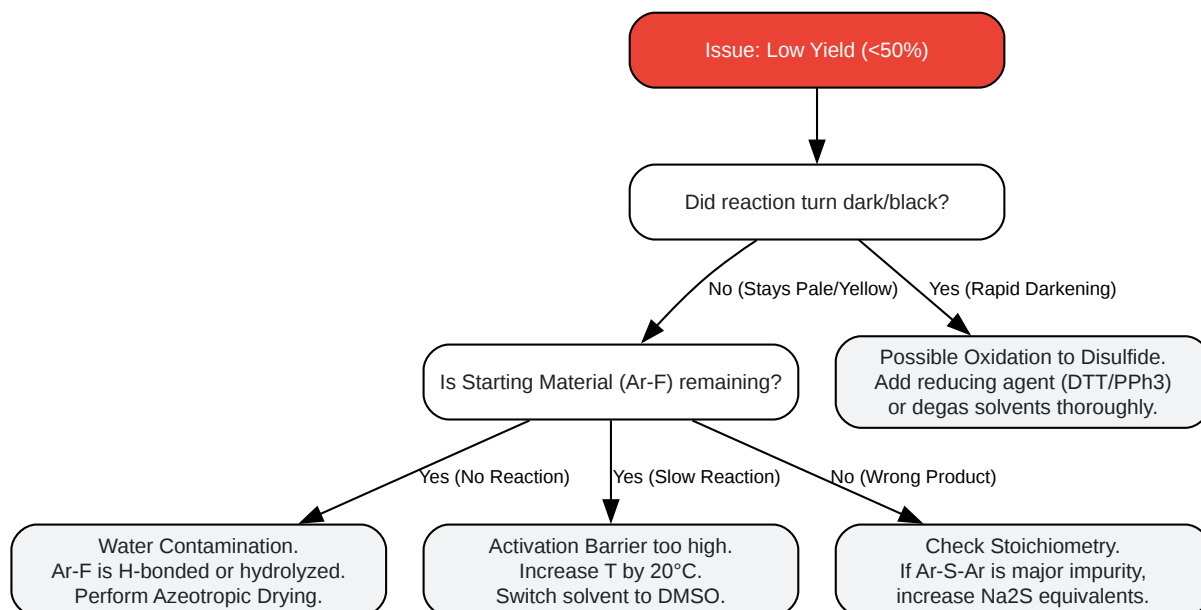 Issue: Low Yield (<50%)
Did reaction turn dark/black?
No (Stays Pale/Yellow)
Yes (Rapid Darkening)
Is Starting Material (Ar-F) remaining?
Possible Oxidation to Disulfide.
Add reducing agent (DTT/PPh3)
or degas solvents thoroughly.
Yes (No Reaction)
Yes (Slow Reaction)
No (Wrong Product)
Water Contamination.
Ar-F is H-bonded or hydrolyzed.
Perform Azeotropic Drying.
Activation Barrier too high.
Increase T by 20°C.
Switch solvent to DMSO.
Check Stoichiometry.
If Ar-S-Ar is major impurity,
increase Na2S equivalents.